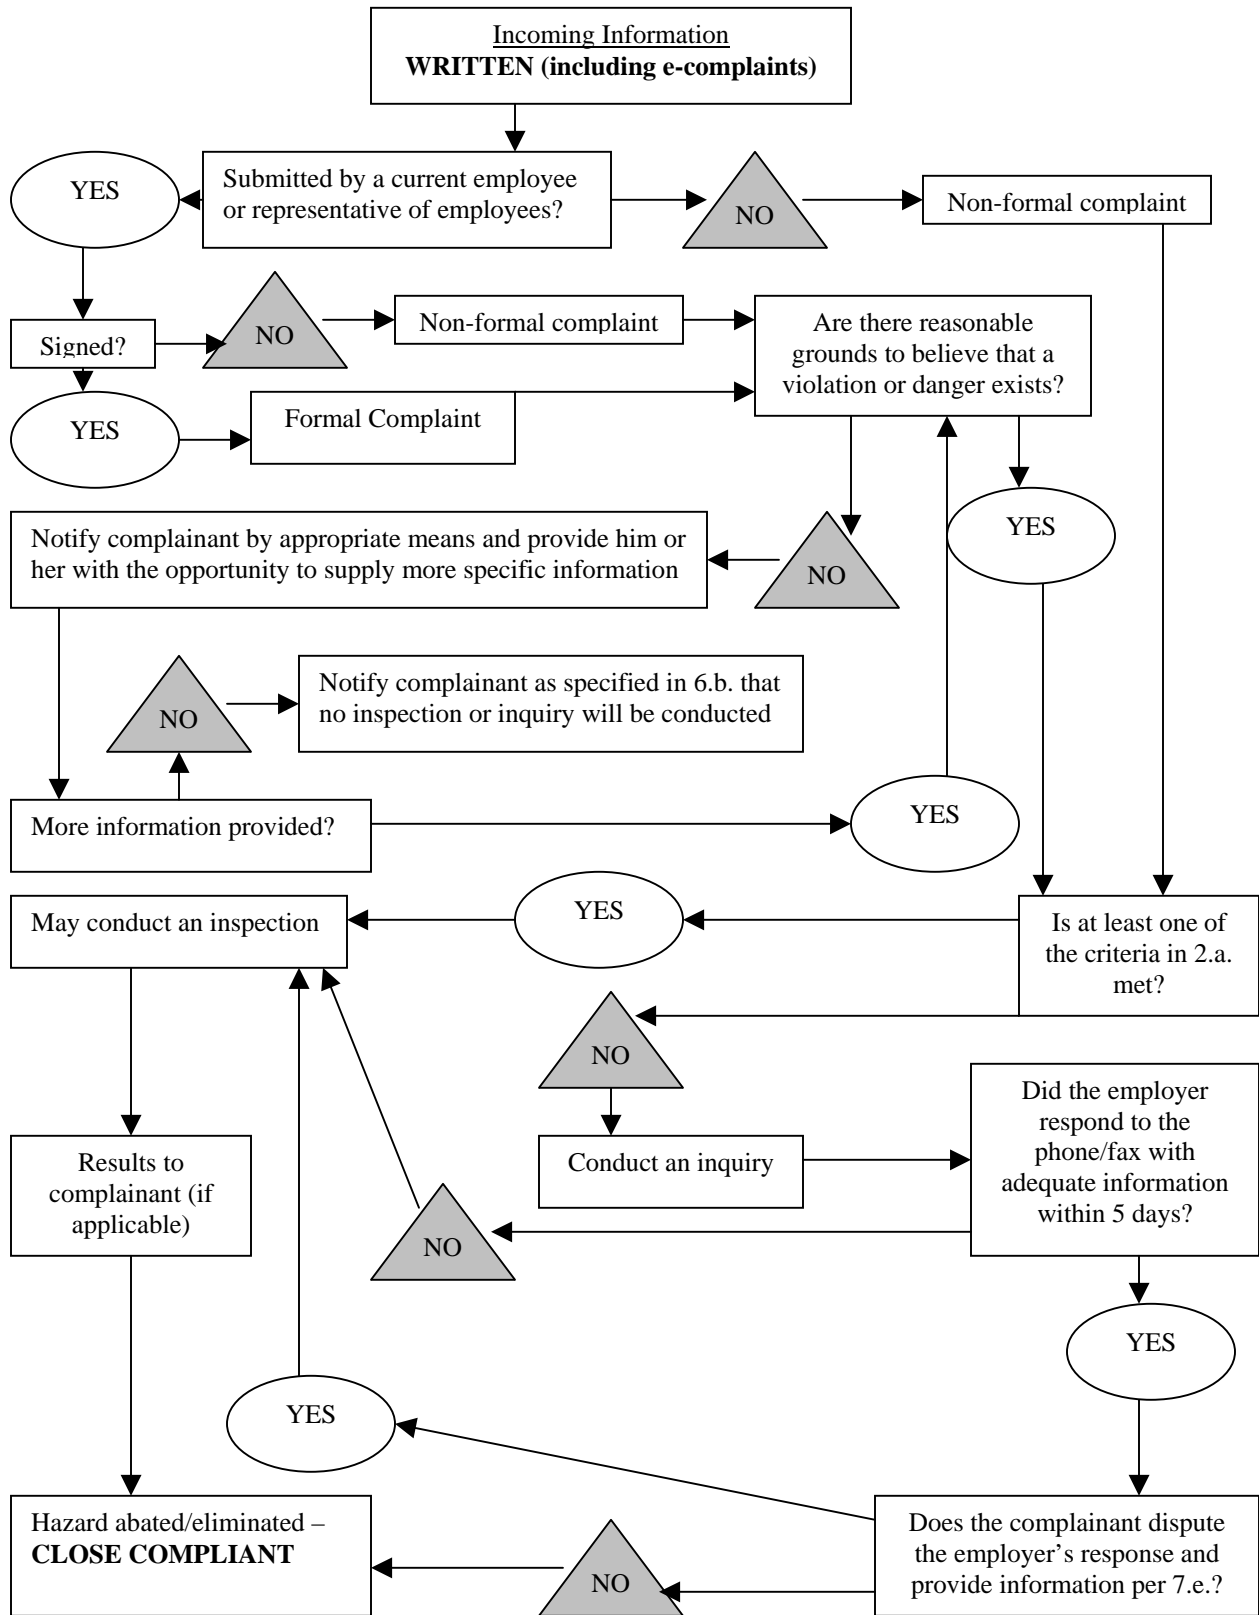 Incoming Information
WRITTEN (including e-complaints)
YES
Submitted by a current employee
or representative of employees?
NO
Non-formal complaint
Signed?
NO
Non-formal complaint
Are there reasonable
grounds to believe that a
violation or danger exists?
YES
Formal Complaint
YES
Notify complainant by appropriate means and provide him or
her with the opportunity to supply more specific information
NO
NO
Notify complainant as specified in 6.b. that
no inspection or inquiry will be conducted
More information provided?
YES
May conduct an inspection
YES
Is at least one of
the criteria in 2.a.
met?
NO
Conduct an inquiry
Did the employer
respond to the
phone/fax with
adequate information
within 5 days?
Results to
complainant (if
applicable)
NO
YES
YES
Hazard abated/eliminated –
CLOSE COMPLIANT
NO
Does the complainant dispute
the employer’s response and
provide information per 7.e.?